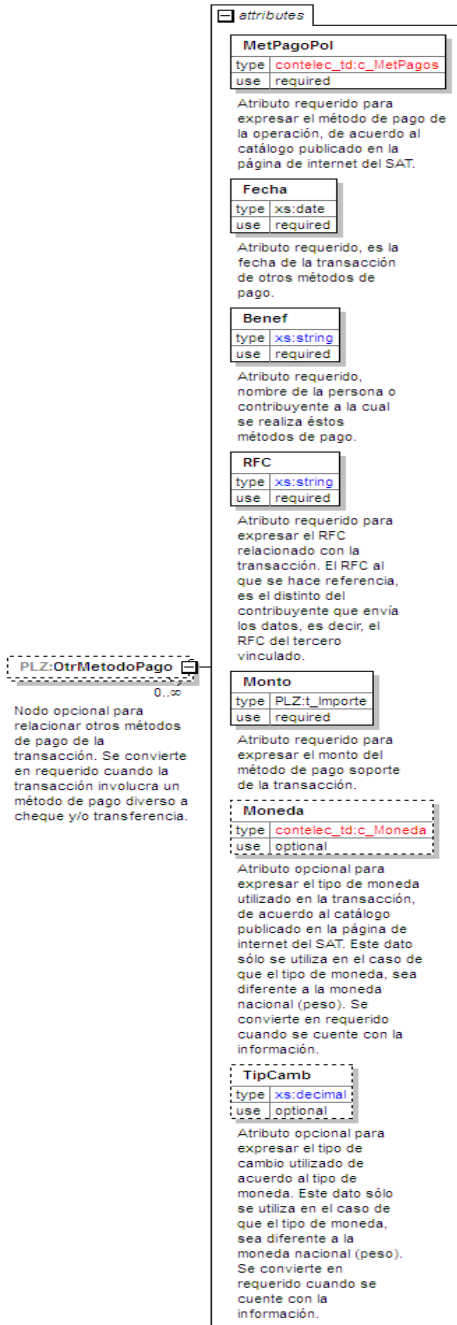 attributes
MetPagoPol
type contelec_td:c_MetPagos
use required
Atributo requerido para
expresar el método de pago de
la operación, de acuerdo al
catálogo publicado en la
página de internet del SAT.
Fecha
type xs:date
use required
Atributo requerido, es la
fecha de la transacción
de otros métodos de
pago.
Benef
type xs:string
use required
Atributo requerido,
nombre de la persona o
contribuyente a la cual
se realiza éstos
métodos de pago.
RFC
type xs:string
use required
Atributo requerido para
expresar el RFC
relacionado con la
transacción. El RFC al
que se hace referencia,
es el distinto del
contribuyente que envía
los datos, es decir, el
RFC del tercero
vinculado.
PLZ:OtrMetodoPago
0..∞
Nodo opcional para
relacionar otros métodos
de pago de la
transacción. Se convierte
en requerido cuando la
transacción involucra un
método de pago diverso a
cheque y/o transferencia.
Monto
type PLZ:t_Importe
use required
Atributo requerido para
expresar el monto del
método de pago soporte
de la transacción.
Moneda
type contelec_td:c_Moneda
use optional
Atributo opcional para
expresar el tipo de moneda
utilizado en la transacción,
de acuerdo al catálogo
publicado en la página de
internet del SAT. Este dato
sólo se utiliza en el caso de
que el tipo de moneda, sea
diferente a la moneda
nacional (peso). Se
convierte en requerido
cuando se cuente con la
información.
TipCamb
type xs:decimal
use optional
Atributo opcional para
expresar el tipo de
cambio utilizado de
acuerdo al tipo de
moneda. Este dato sólo
se utiliza en el caso de
que el tipo de moneda,
sea diferente a la
moneda nacional (peso).
Se convierte en
requerido cuando se
cuente con la
información.